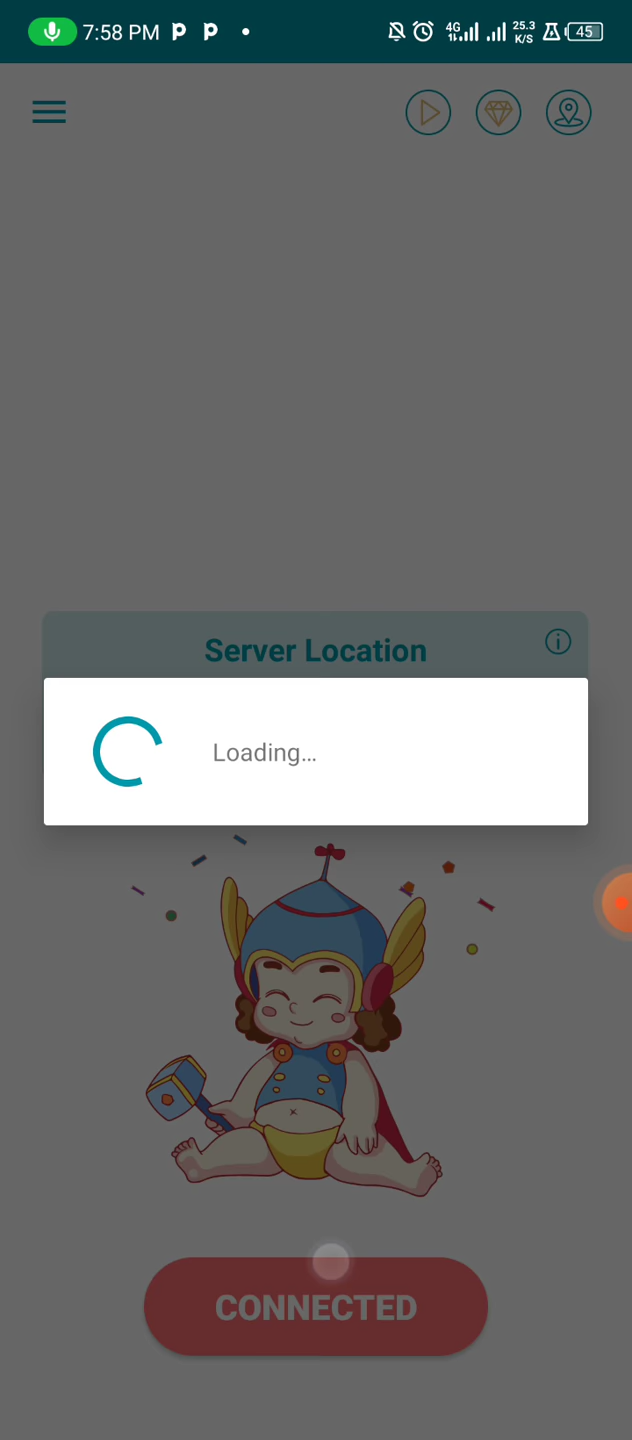 7:58 PM
4G
25.3
K/S
45
Server Location
Loading...
CONNECTED